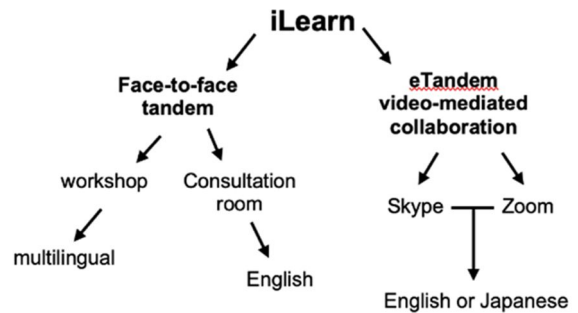 iLearn
Face-to-face
tandem
eTandem
video-mediated
collaboration
workshop
Consultation
room
Skype
Zoom
multilingual
English
English or Japanese